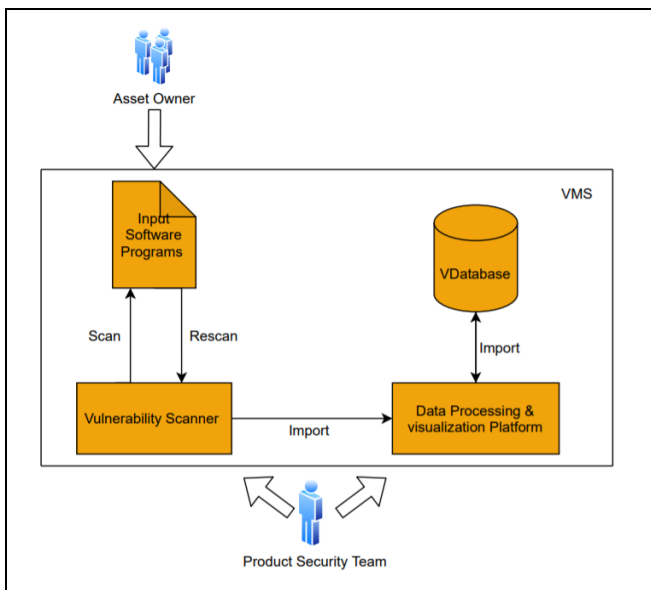 Asset Owner
VMS
Input
Software
Programs
VDatabase
Scan
Rescan
Import
Vulnerability Scanner
Data Processing &
visualization Platform
Import
Product Security Team